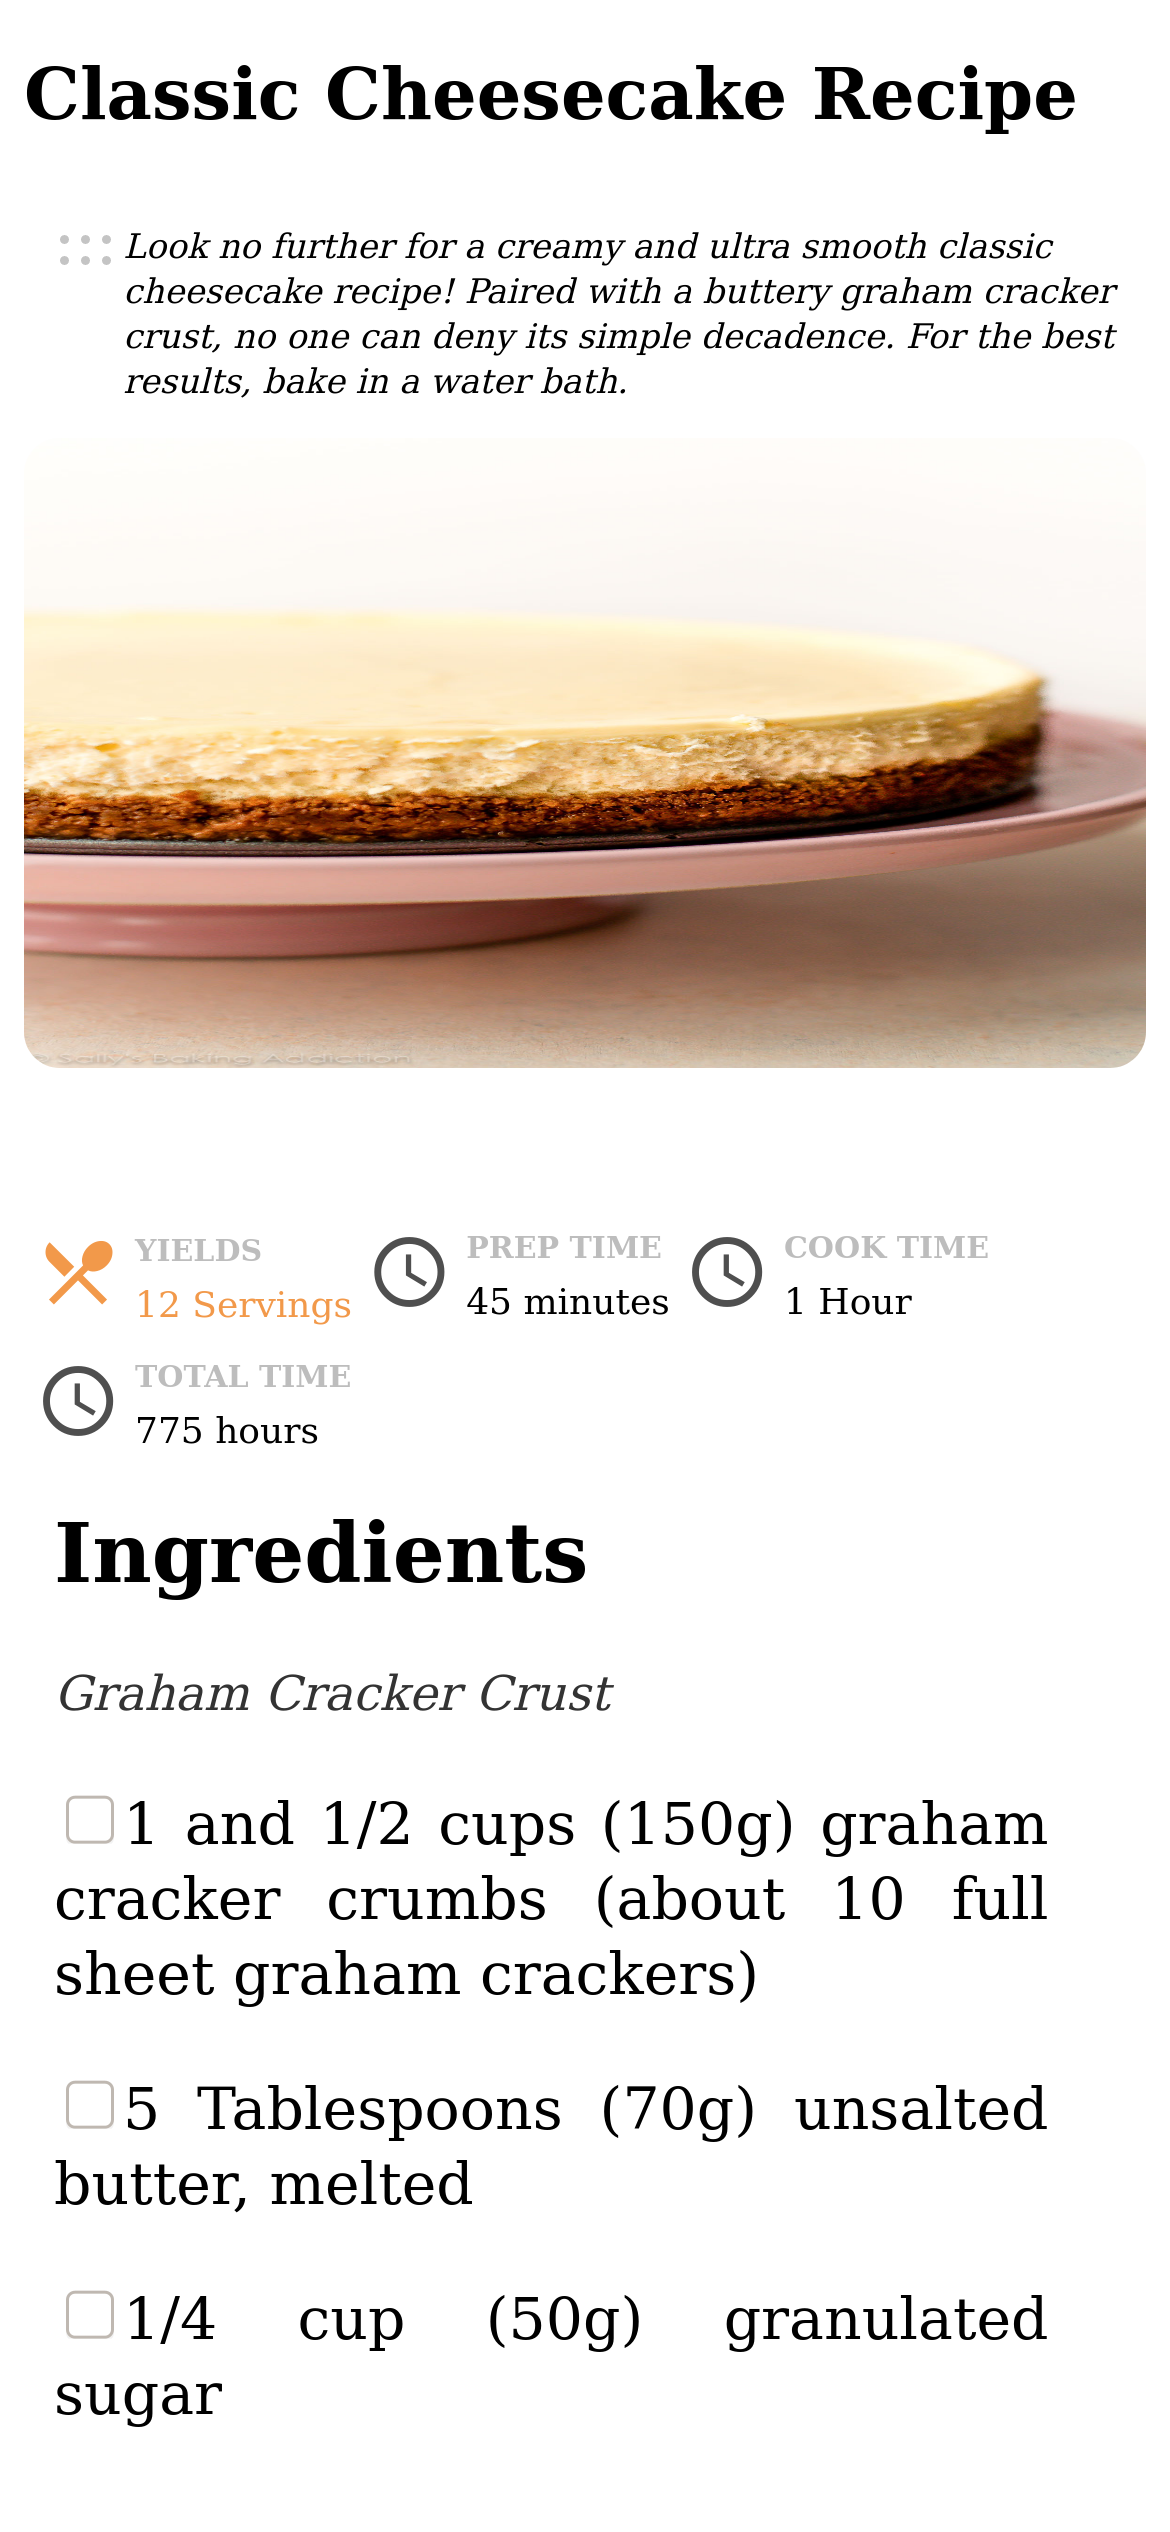 Classic Cheesecake Recipe
Look no further for a creamy and ultra smooth classic
cheesecake recipe! Paired with a buttery graham cracker
crust, no one can deny its simple decadence. For the best
results, bake in a water bath.
Sally's Baking Addiction
YIELDS
12 Servings
PREP TIME
45 minutes
COOK TIME
1 Hour
TOTAL TIME
775 hours
Ingredients
Graham Cracker Crust
1 and 1/2 cups (150g) graham
cracker crumbs (about 10 full
sheet graham crackers)
5 Tablespoons (70g) unsalted
butter, melted
1/4 cup (50g) granulated
sugar